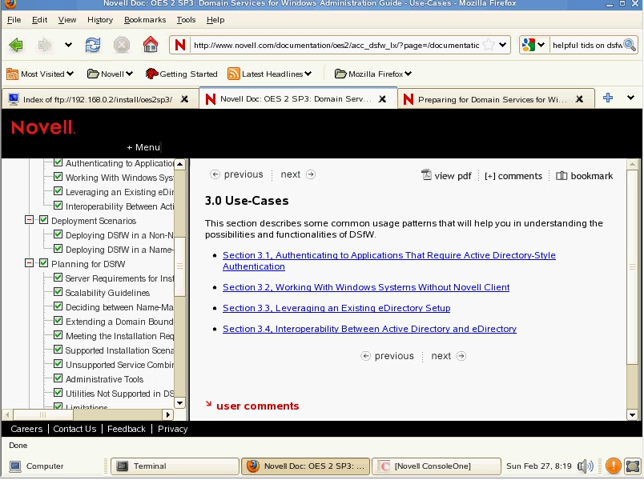 Novell Doc: OES 2 SP3: Domain Services for Windows Administration Guide - Use-Cases - Mozilla Firefox
File Edit View History Bookmarks Tools Help
http://www.novell.com/documentation/oes2/acc_dsfw_lx/?page=/documentatic
helpful tids on dsfw
Most Visited Novell Getting Started Latest Headlines Mozilla Firefox
Index of ftp://192.168.0.2/install/oes2sp3/
Novell Doc: OES 2 SP3: Domain Serv...
Preparing for Domain Services for Wi...
Novell.
+ Menu
Authenticating to Applicatio
Working With Windows Sys
Leveraging an Existing eDir
Interoperability Between Acti
Deployment Scenarios
Deploying DSfW in a Non-N
Deploying DSfW in a Name-
Planning for DSfW
Server Requirements for Inst
Scalability Guidelines
Deciding between Name-Ma
Extending a Domain Bound
Meeting the Installation Req
Supported Installation Scena
Unsupported Service Combin
Administrative Tools
Utilities Not Supported in DS
Limitations
previous next view pdf [+] comments bookmark
3.0 Use-Cases
This section describes some common usage patterns that will help you in understanding the
possibilities and functionalities of DSfW.
Section 3.1, Authenticating to Applications That Require Active Directory-Style
Authentication
Section 3.2, Working With Windows Systems Without Novell Client
Section 3.3, Leveraging an Existing eDirectory Setup
Section 3.4, Interoperability Between Active Directory and eDirectory
previous next
user comments
Careers | Contact Us | Feedback | Privacy
Done
Computer Terminal Novell Doc: OES 2 SP3: ... [Novell ConsoleOne] Sun Feb 27, 8:19